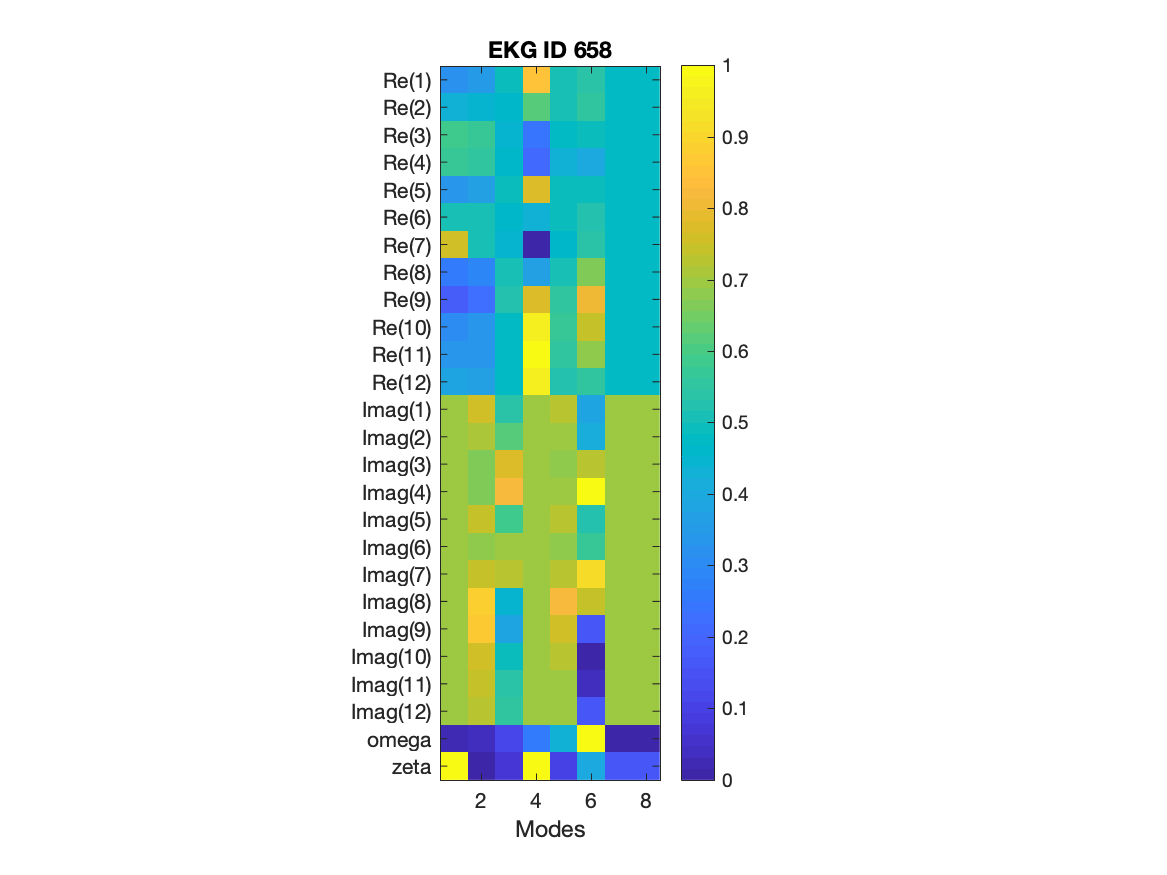 EKG ID 658
Re(1)
Re(2)
Re(3)
Re(4)
Re(5)
Re(6)
Re(7)
Re(8)
Re(9)
Re(10)
Re(11)
Re(12)
Imag(1)
Imag(2)
Imag(3)
Imag(4)
Imag(5)
Imag(6)
Imag(7)
Imag(8)
Imag(9)
Imag(10)
Imag(11)
Imag(12)
omega
zeta
2 4 6 8
Modes
1
0.9
0.8
0.7
0.6
0.5
0.4
0.3
0.2
0.1
0